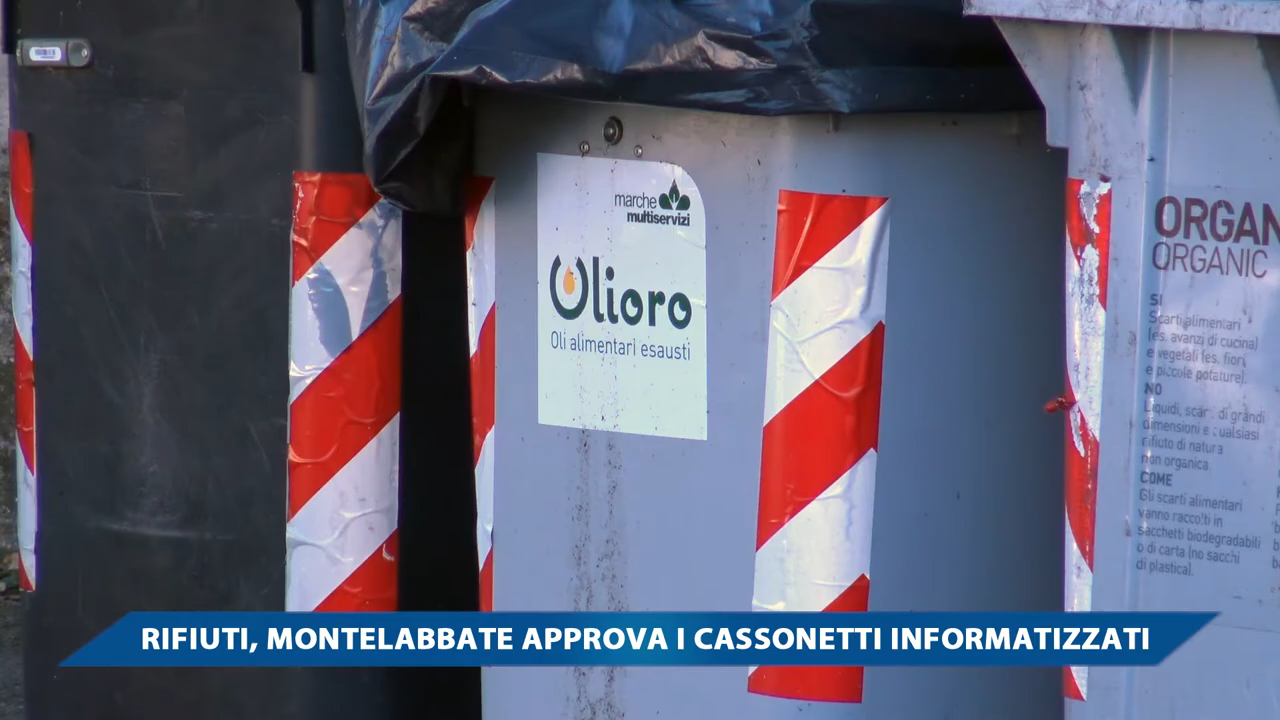 marche
multiservizi
Ulioro
Oli alimentari esausti
ORGAN
ORGANIC
SI
Scarti alimentari
(es. avanzi di cucina)
e vegetali (es. fiori,
e piccole potature).
NO
Liquidi, scarti di grandi
dimensioni e qualsiasi
rifiuto di natura
non organica.
COME
Gli scarti alimentari
vanno raccolti in
sacchetti biodegradabili
o di carta (no sacchi
di plastica).
RIFIUTI, MONTELABBATE APPROVA I CASSONETTI INFORMATIZZATI